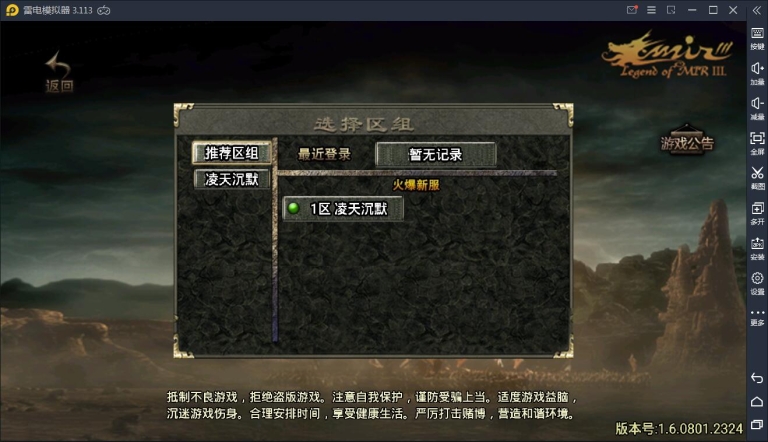 雷电模拟器 3.113
按键
加量
减量
全屏
截图
多开
安装
设置
更多
返回
mir III
Legend of MIR III
选择区组
游戏公告
推荐区组
最近登录
暂无记录
凌天沉默
火爆新服
1区 凌天沉默
抵制不良游戏，拒绝盗版游戏。注意自我保护，谨防受骗上当。适度游戏益脑，
沉迷游戏伤身。合理安排时间，享受健康生活。严厉打击赌博，营造和谐环境。
版本号:1.6.0801.2324